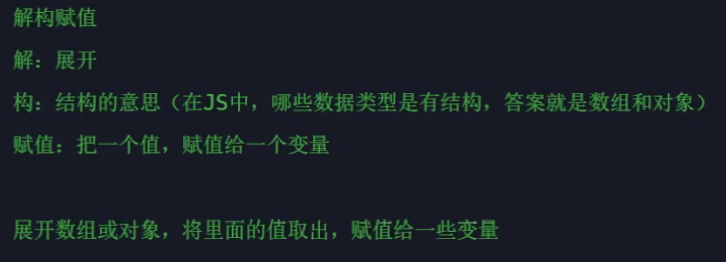 解构赋值
解：展开
构：结构的意思（在JS中，哪些数据类型是有结构，答案就是数组和对象）
赋值：把一个值，赋值给一个变量
展开数组或对象，将里面的值取出，赋值给一些变量